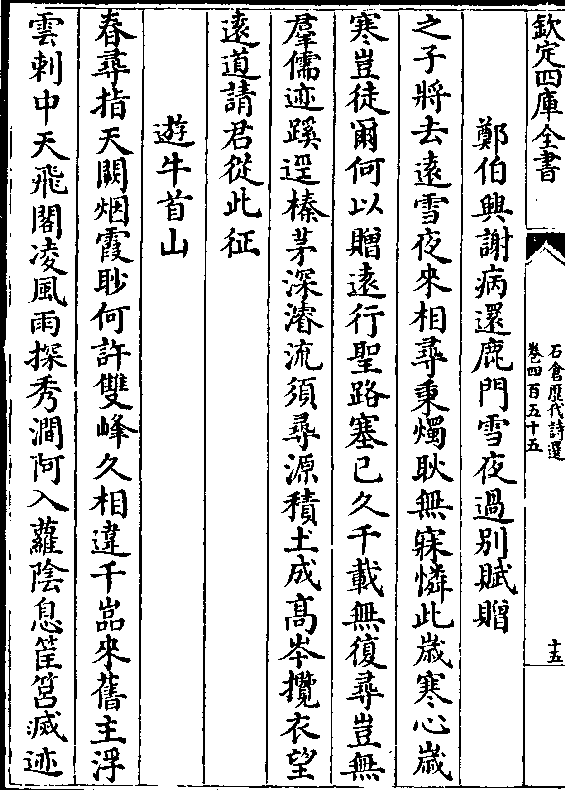 欽定四庫全書
石倉歷代詩選
卷四百五十五
十五
鄭伯興謝病還鹿門雪夜過别賦贈
之子將去遠雪夜來相尋秉燭耿無寐憐此歲寒心歲
寒豈徒爾何以贈遠行聖路塞已久千載無復尋豈無
羣儒迹蹊逕榛茅深濬流須尋源積土成高岑攬衣望
遠道請君從此征
遊牛首山
春尋指天闕烟霞眇何許雙峰久相違千嵓來舊主浮
雲刺中天飛閣凌風雨探秀澗阿入蘿陰息筐筥滅迹